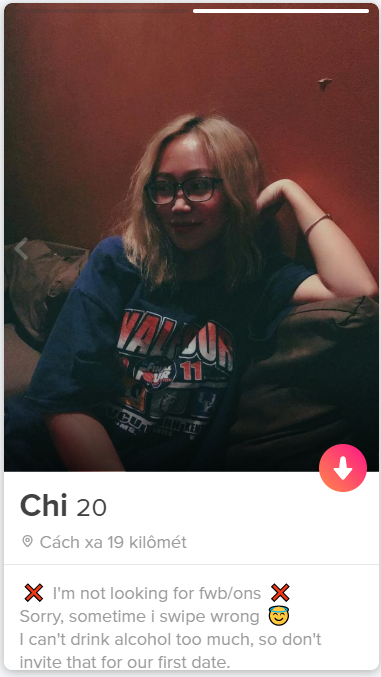 11
Chi 20
Cách xa 19 kilômét
❌ I'm not looking for fwb/ons ❌
Sorry, sometime i swipe wrong 😇
I can't drink alcohol too much, so don't
invite that for our first date.